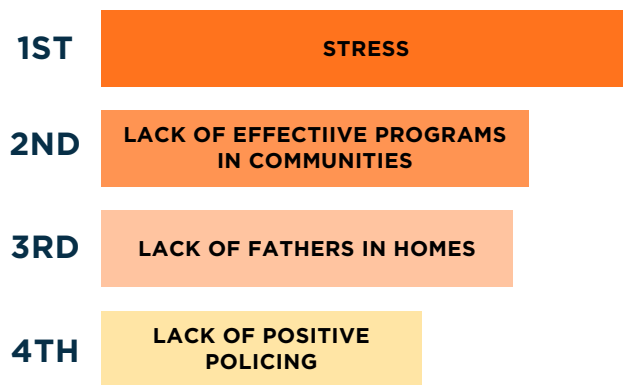 1ST
STRESS
2ND
LACK OF EFFECTIIVE PROGRAMS
IN COMMUNITIES
3RD
LACK OF FATHERS IN HOMES
4TH
LACK OF POSITIVE
POLICING